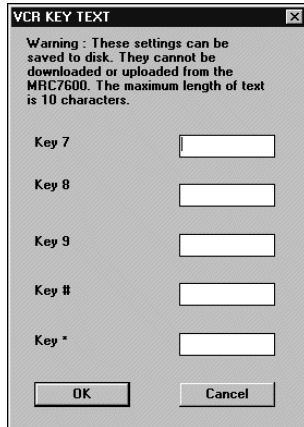 VCR KEY TEXT
Warning : These settings can be
saved to disk. They cannot be
downloaded or uploaded from the
MRC7600. The maximum length of text
is 10 characters.
Key 7
Key 8
Key 9
Key #
Key *
OK Cancel